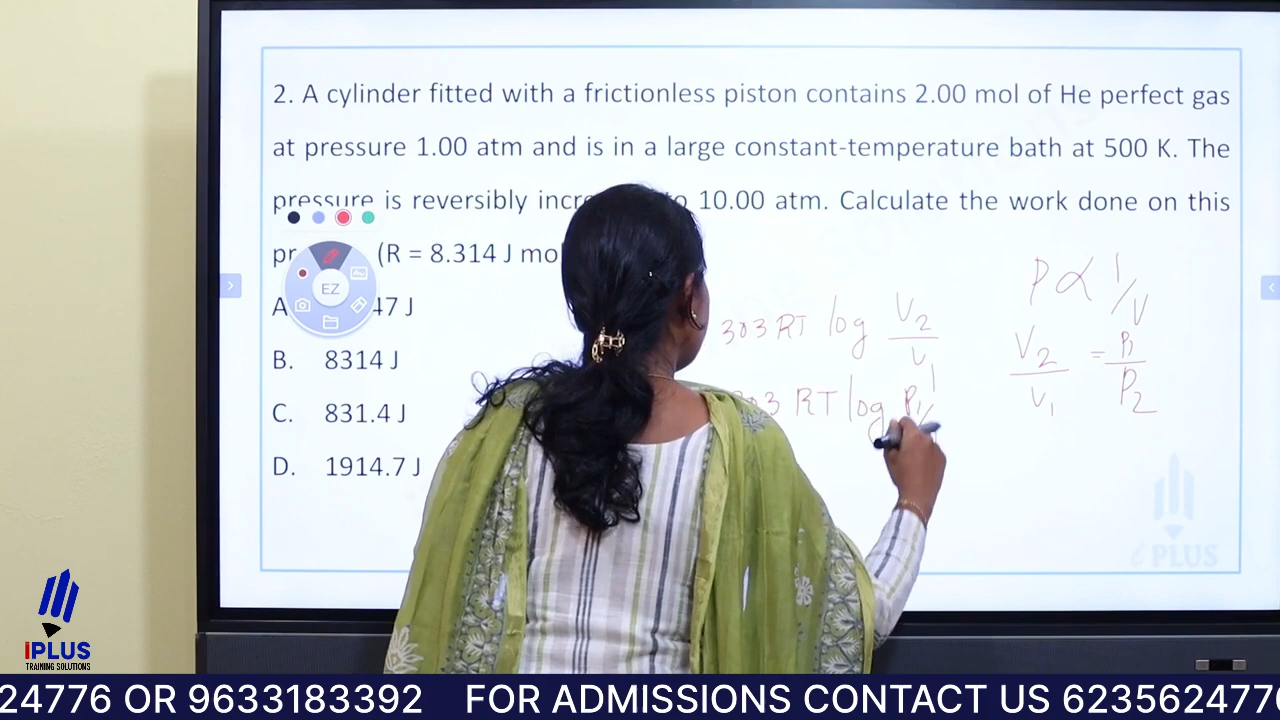 2. A cylinder fitted with a frictionless piston contains 2.00 mol of He perfect gas
at pressure 1.00 atm and is in a large constant-temperature bath at 500 K. The
pressure is reversibly 10.00 atm. Calculate the work done on this
(R = 8.314 J
EZ
A 47 J
B. 8314 J
C. 831.4 J
D. 1914.7 J
303 RT log V2/V1
03 RT log P1/
P ∝ 1/V
V2/V1 = P1/P2
iPLUS
iPLUS
TRAINING SOLUTIONS
24776 OR 9633183392 FOR ADMISSIONS CONTACT US 623562477